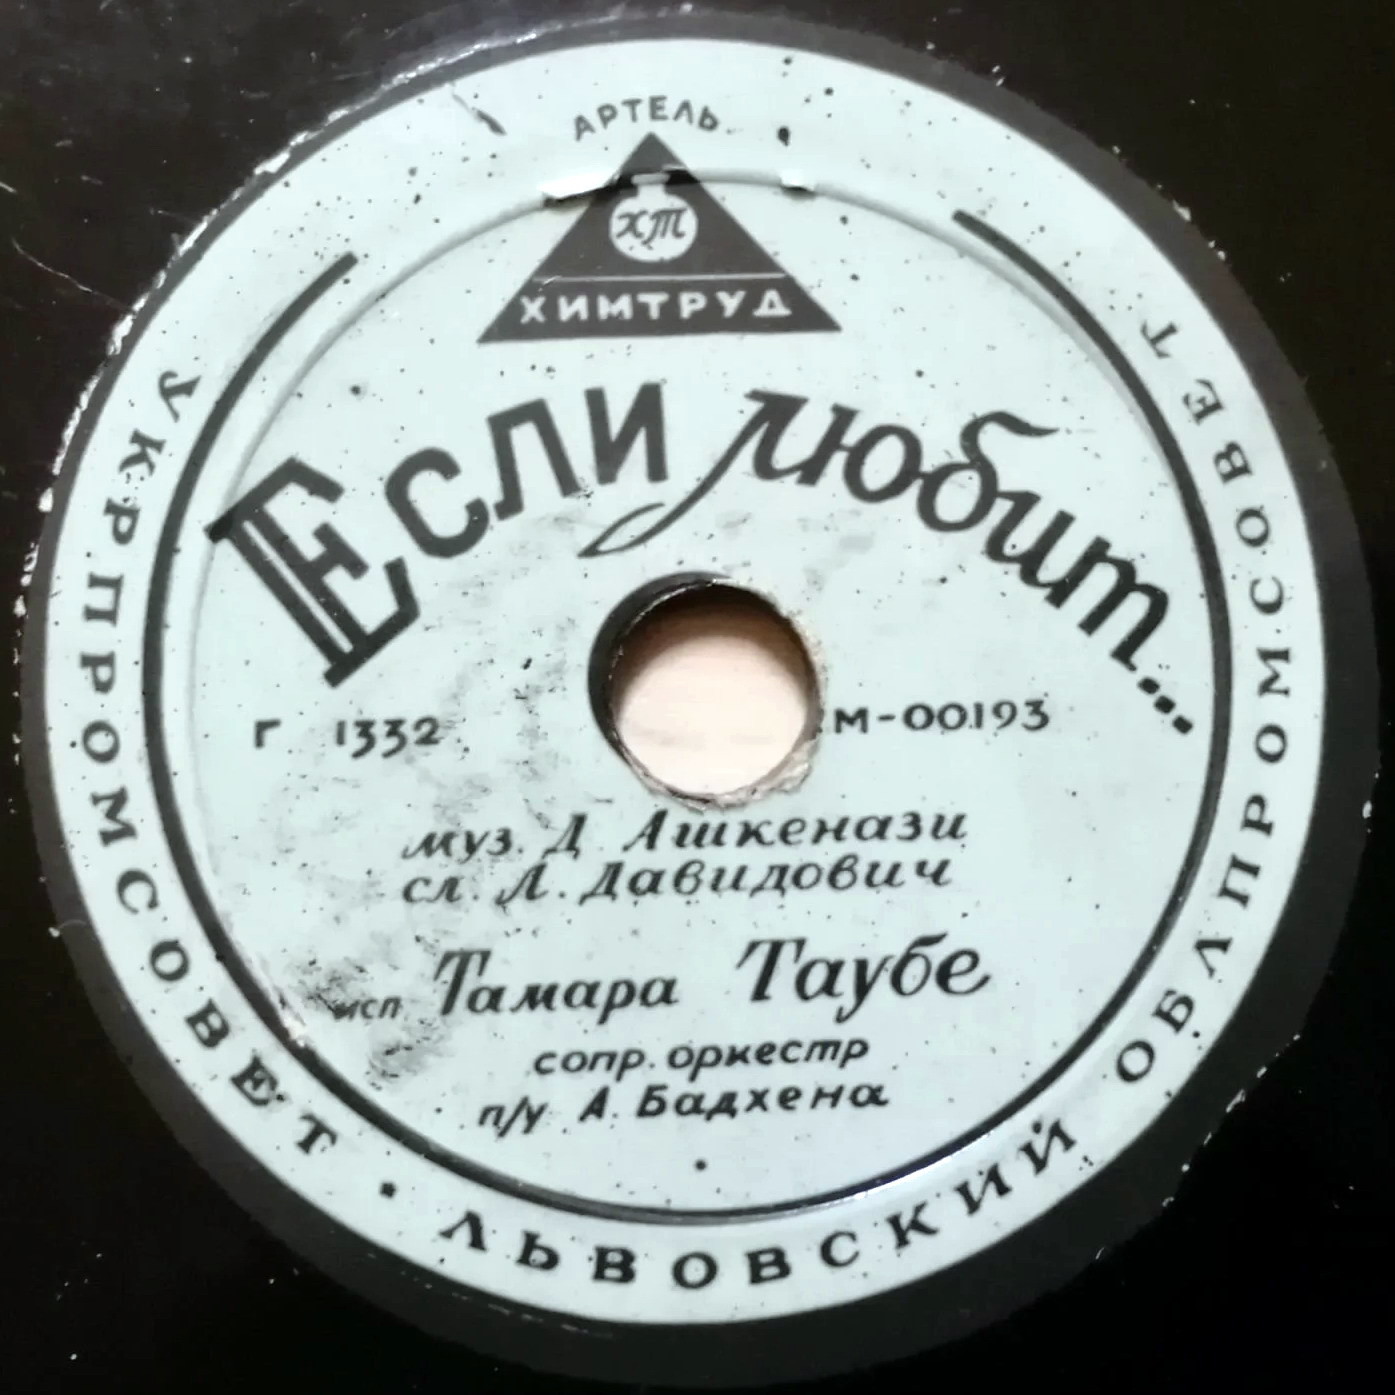 АРТЕЛЬ
ХТ
ХИМТРУД
Если любит...
Г 1332
М-00193
муз. Д Ашкенази
сл. Л. Давидович
исп Тамара Таубе
сопр. оркестр
п/у А. Бадхена
УКРПРОМСОВЕТ · ЛЬВОВСКИЙ ОБЛПРОМСОВЕТ